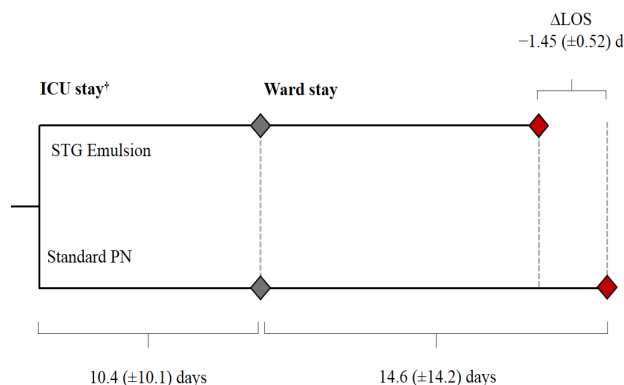 ΔLOS
−1.45 (±0.52) d
ICU stay†
Ward stay
STG Emulsion
Standard PN
10.4 (±10.1) days
14.6 (±14.2) days